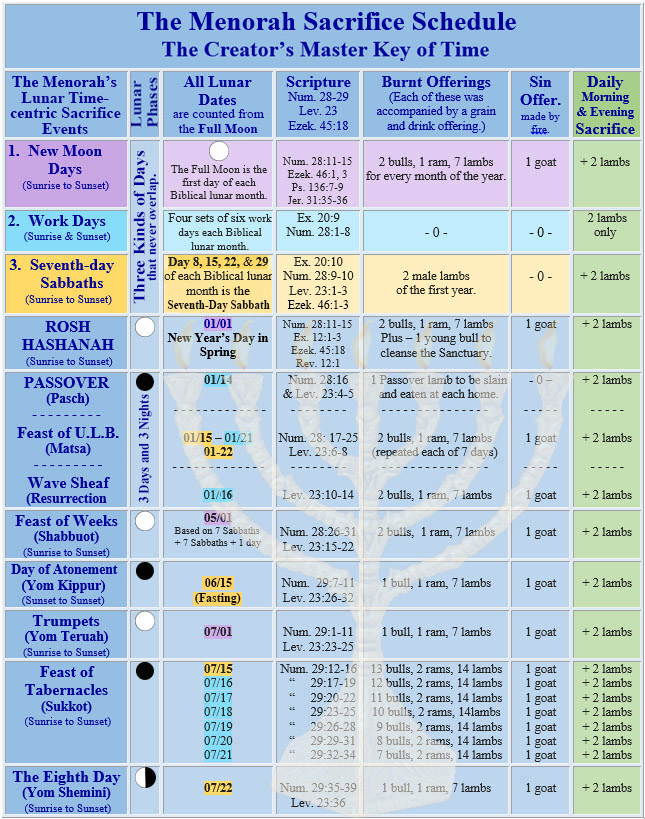 The Menorah Sacrifice Schedule
The Creator’s Master Key of Time
The Menorah’s
Lunar Time-
centric Sacrifice
Events
Lunar
Phases
All Lunar
Dates
are counted from
the Full Moon
Scripture
Num. 28-29
Lev. 23
Ezek. 45:18
Burnt Offerings
(Each of these was
accompanied by a grain
and drink offering.)
Sin
Offer.
made by
fire.
Daily
Morning
& Evening
Sacrifice
Three Kinds of Days
that never overlap.
1. New Moon
Days
(Sunrise to Sunset)
The Full Moon is the
first day of each
Biblical lunar month.
Num. 28:11-15
Ezek. 46:1, 3
Ps. 136:7-9
Jer. 31:35-36
2 bulls, 1 ram, 7 lambs
for every month of the year.
1 goat
+ 2 lambs
2. Work Days
(Sunrise & Sunset)
Four sets of six work
days each Biblical
lunar month.
Ex. 20:9
Num. 28:1-8
- 0 -
- 0 -
2 lambs
only
3. Seventh-day
Sabbaths
(Sunrise to Sunset)
Day 8, 15, 22, & 29
of each Biblical lunar
month is the
Seventh-Day Sabbath
Ex. 20:10
Num. 28:9-10
Lev. 23:1-3
Ezek. 46:1-3
2 male lambs
of the first year.
- 0 -
+ 2 lambs
ROSH
HASHANAH
(Sunrise to Sunset)
01/01
New Year’s Day in
Spring
Num. 28:11-15
Ex. 12:1-3
Ezek. 45:18
Rev. 12:1
2 bulls, 1 ram, 7 lambs
Plus – 1 young bull to
cleanse the Sanctuary.
1 goat
+ 2 lambs
3 Days and 3 Nights
PASSOVER
(Pasch)
01/14
Num. 28:16
& Lev. 23:4-5
1 Passover lamb to be slain
and eaten at each home.
- 0 -
+ 2 lambs
Feast of U.L.B.
(Matsa)
01/15 – 01/21
01-22
Num. 28: 17-25
Lev. 23:6-8
2 bulls, 1 ram, 7 lambs
(repeated each of 7 days)
1 goat
+ 2 lambs
Wave Sheaf
(Resurrection
01/16
Lev. 23:10-14
2 bulls, 1 ram, 7 lambs
1 goat
+ 2 lambs
Feast of Weeks
(Shabbuot)
(Sunrise to Sunset)
05/01
Based on 7 Sabbaths
+ 7 Sabbaths + 1 day
Num. 28:26-31
Lev. 23:15-22
2 bulls, 1 ram, 7 lambs
1 goat
+ 2 lambs
Day of Atonement
(Yom Kippur)
(Sunset to Sunset)
06/15
(Fasting)
Num. 29:7-11
Lev. 23:26-32
1 bull, 1 ram, 7 lambs
1 goat
+ 2 lambs
Trumpets
(Yom Teruah)
(Sunrise to Sunset)
07/01
Num. 29:1-11
Lev. 23:23-25
1 bull, 1 ram, 7 lambs
1 goat
+ 2 lambs
Feast of
Tabernacles
(Sukkot)
(Sunrise to Sunset)
07/15 Num. 29:12-16 13 bulls, 2 rams, 14 lambs 1 goat + 2 lambs
07/16 “ 29:17-19 12 bulls, 2 rams, 14 lambs 1 goat + 2 lambs
07/17 “ 29:20-22 11 bulls, 2 rams, 14 lambs 1 goat + 2 lambs
07/18 “ 29:23-25 10 bulls, 2 rams, 14lambs 1 goat + 2 lambs
07/19 “ 29:26-28 9 bulls, 2 rams, 14 lambs 1 goat + 2 lambs
07/20 “ 29:29-31 8 bulls, 2 rams, 14 lambs 1 goat + 2 lambs
07/21 “ 29:32-34 7 bulls, 2 rams, 14 lambs 1 goat + 2 lambs
The Eighth Day
(Yom Shemini)
(Sunrise to Sunset)
07/22
Num. 29:35-39
Lev. 23:36
1 bull, 1 ram, 7 lambs
1 goat
+ 2 lambs